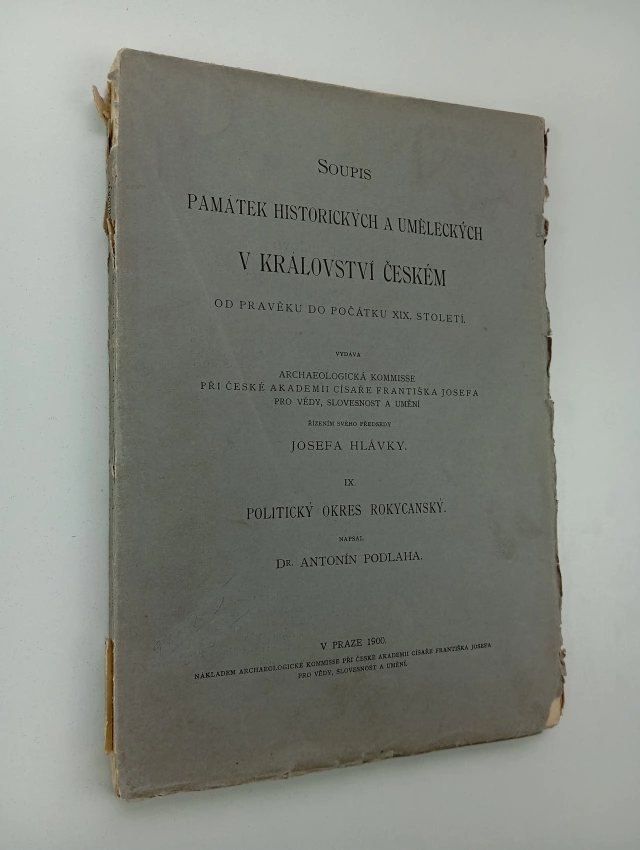 SOUPIS
PAMÁTEK HISTORICKÝCH A UMĚLECKÝCH
V KRÁLOVSTVÍ ČESKÉM
OD PRAVĚKU DO POČÁTKU XIX. STOLETÍ.
VYDÁVÁ
ARCHAEOLOGICKÁ KOMMISSE
PŘI ČESKÉ AKADEMII CÍSAŘE FRANTIŠKA JOSEFA
PRO VĚDY, SLOVESNOST A UMĚNÍ
ŘÍZENÍM SVÉHO PŘEDSEDY
JOSEFA HLÁVKY.
IX.
POLITICKÝ OKRES ROKYCANSKÝ.
NAPSAL
DR. ANTONÍN PODLAHA.
V PRAZE 1900.
NÁKLADEM ARCHAEOLOGICKÉ KOMMISSE PŘI ČESKÉ AKADEMII CÍSAŘE FRANTIŠKA JOSEFA
PRO VĚDY, SLOVESNOST A UMĚNÍ.